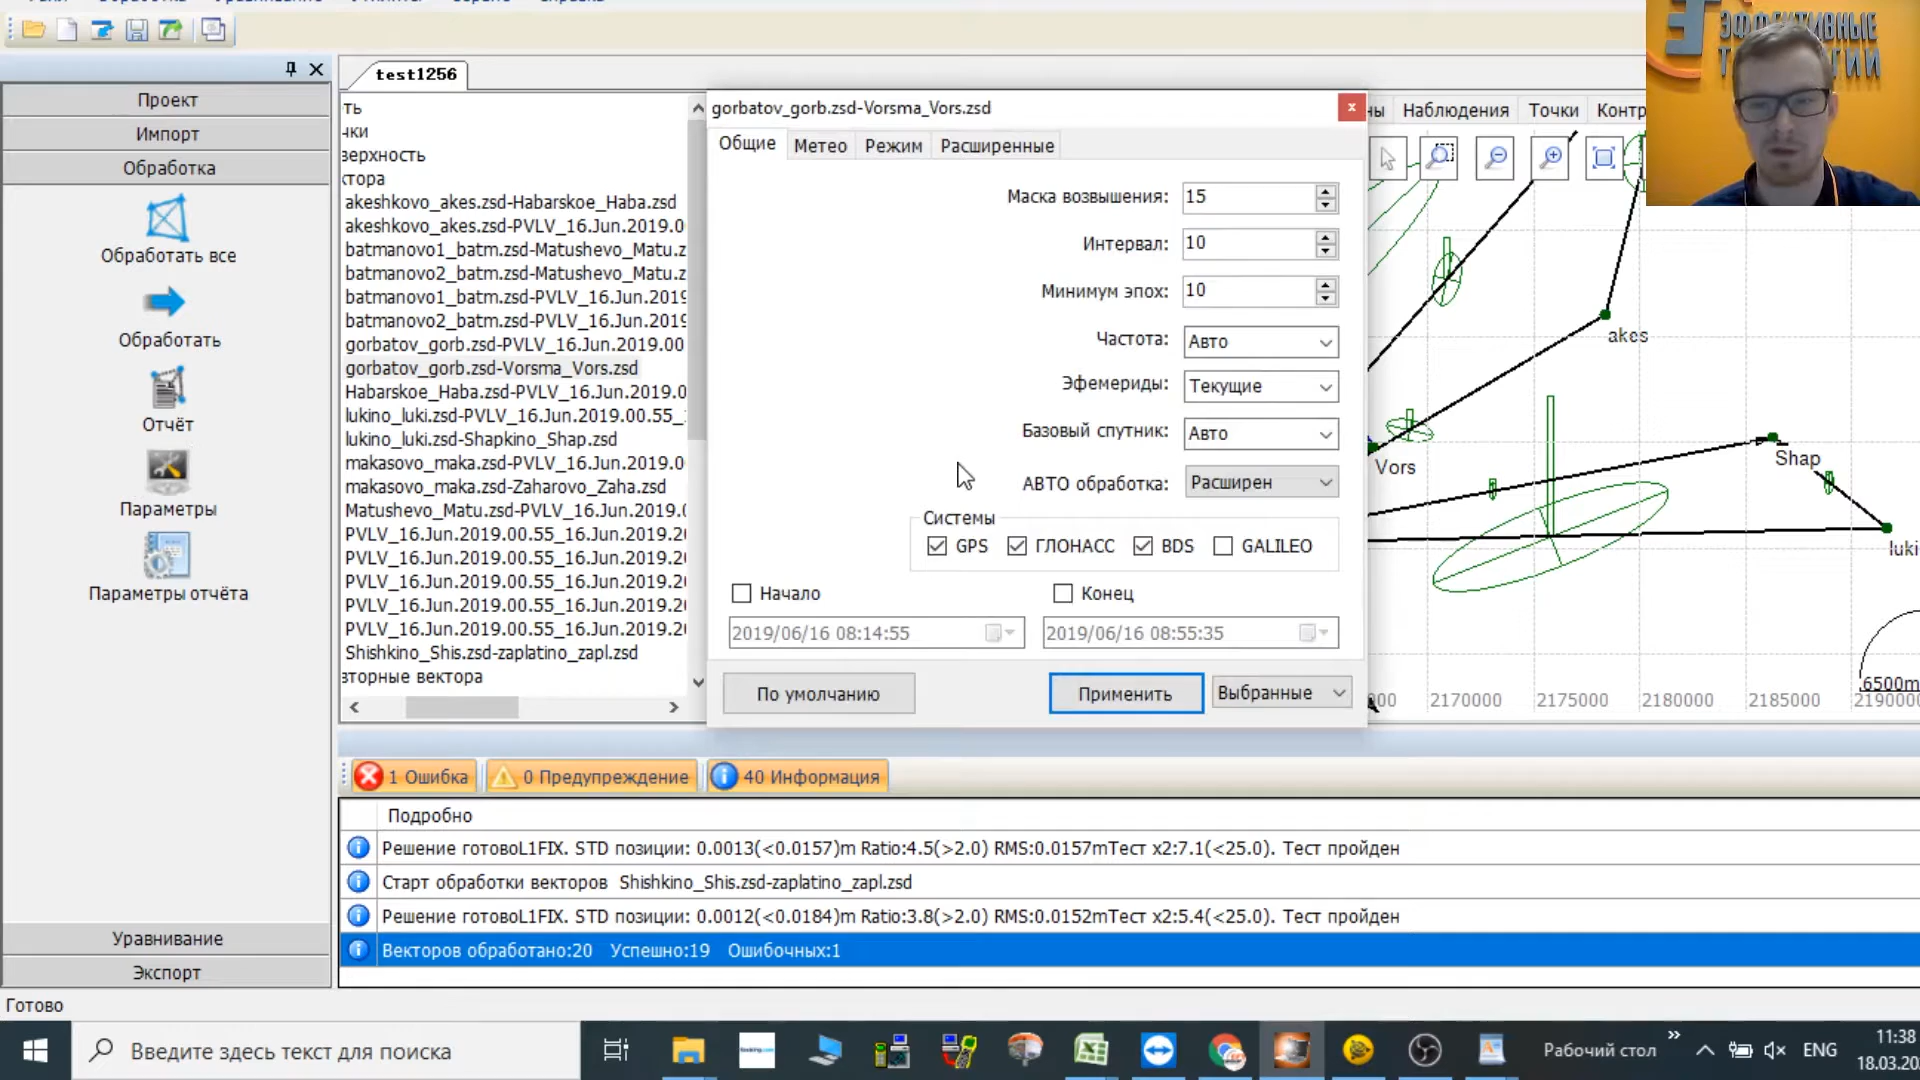 test1256
Проект
Импорт
Обработка
Обработать все
Обработать
Отчёт
Параметры
Параметры отчёта
Уравнивание
Экспорт
Готово
akeshkovo_akes.zsd-Habarskoe_Haba.zsd
akeshkovo_akes.zsd-PVLV_16.Jun.2019.0
batmanovo1_batm.zsd-Matushevo_Matu.z
batmanovo2_batm.zsd-Matushevo_Matu.z
batmanovo1_batm.zsd-PVLV_16.Jun.2019
batmanovo2_batm.zsd-PVLV_16.Jun.2019
gorbatov_gorb.zsd-PVLV_16.Jun.2019.00
gorbatov_gorb.zsd-Vorsma_Vors.zsd
Habarskoe_Haba.zsd-PVLV_16.Jun.2019.0
lukino_luki.zsd-PVLV_16.Jun.2019.00.55_
lukino_luki.zsd-Shapkino_Shap.zsd
makasovo_maka.zsd-PVLV_16.Jun.2019.0
makasovo_maka.zsd-Zaharovo_Zaha.zsd
Matushevo_Matu.zsd-PVLV_16.Jun.2019.0
PVLV_16.Jun.2019.00.55_16.Jun.2019.20
PVLV_16.Jun.2019.00.55_16.Jun.2019.20
PVLV_16.Jun.2019.00.55_16.Jun.2019.20
PVLV_16.Jun.2019.00.55_16.Jun.2019.20
PVLV_16.Jun.2019.00.55_16.Jun.2019.20
Shishkino_Shis.zsd-zaplatino_zapl.zsd
вторные вектора
gorbatov_gorb.zsd-Vorsma_Vors.zsd
Общие Метео Режим Расширенные
Маска возвышения: 15
Интервал: 10
Минимум эпох: 10
Частота: Авто
Эфемериды: Текущие
Базовый спутник: Авто
АВТО обработка: Расширен
Системы
GPS ГЛОНАСС BDS GALILEO
Начало Конец
2019/06/16 08:14:55 2019/06/16 08:55:35
По умолчанию Применить Выбранные
Наблюдения Точки Контр
akes
Vors
Shap
luki
6500m
2170000 2175000 2180000 2185000 2190000
1 Ошибка 0 Предупреждение 40 Информация
Подробно
Решение готовоL1FIX. STD позиции: 0.0013(<0.0157)m Ratio:4.5(>2.0) RMS:0.0157mТест x2:7.1(<25.0). Тест пройден
Старт обработки векторов Shishkino_Shis.zsd-zaplatino_zapl.zsd
Решение готовоL1FIX. STD позиции: 0.0012(<0.0184)m Ratio:3.8(>2.0) RMS:0.0152mТест x2:5.4(<25.0). Тест пройден
Векторов обработано:20 Успешно:19 Ошибочных:1
Введите здесь текст для поиска
Рабочий стол
ENG
11:38
18.03.20